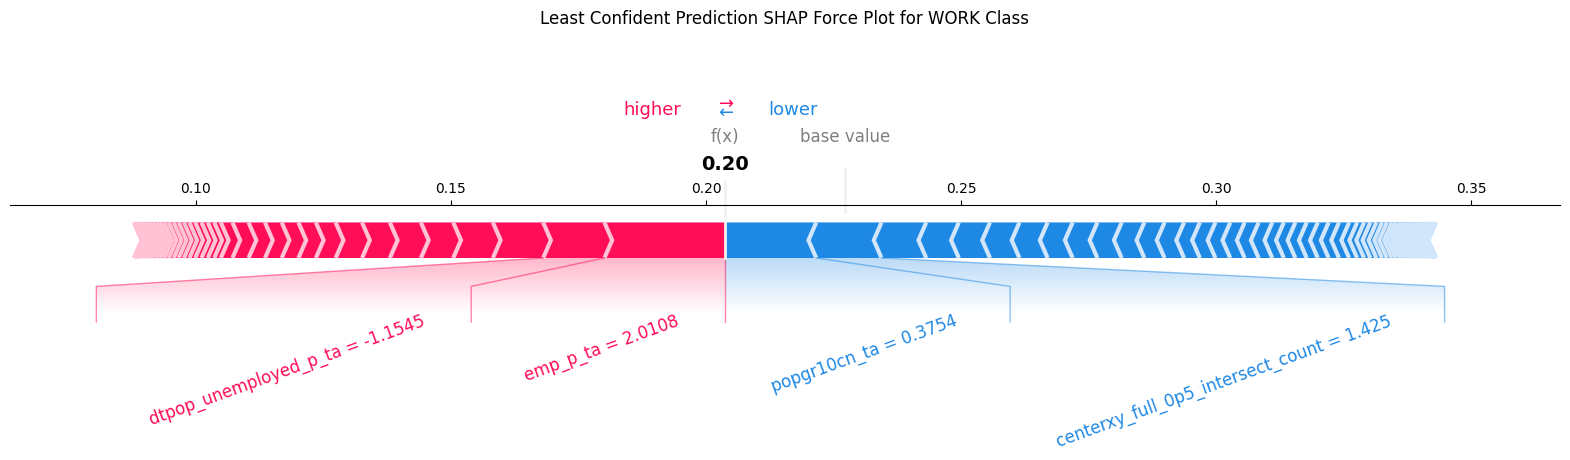 Least Confident Prediction SHAP Force Plot for WORK Class
higher → ← lower
f(x) base value
0.20
0.10 0.15 0.20 0.25 0.30 0.35
dtpop_unemployed_p_ta = -1.1545
emp_p_ta = 2.0108
popgr10cn_ta = 0.3754
centerxy_full_0p5_intersect_count = 1.425